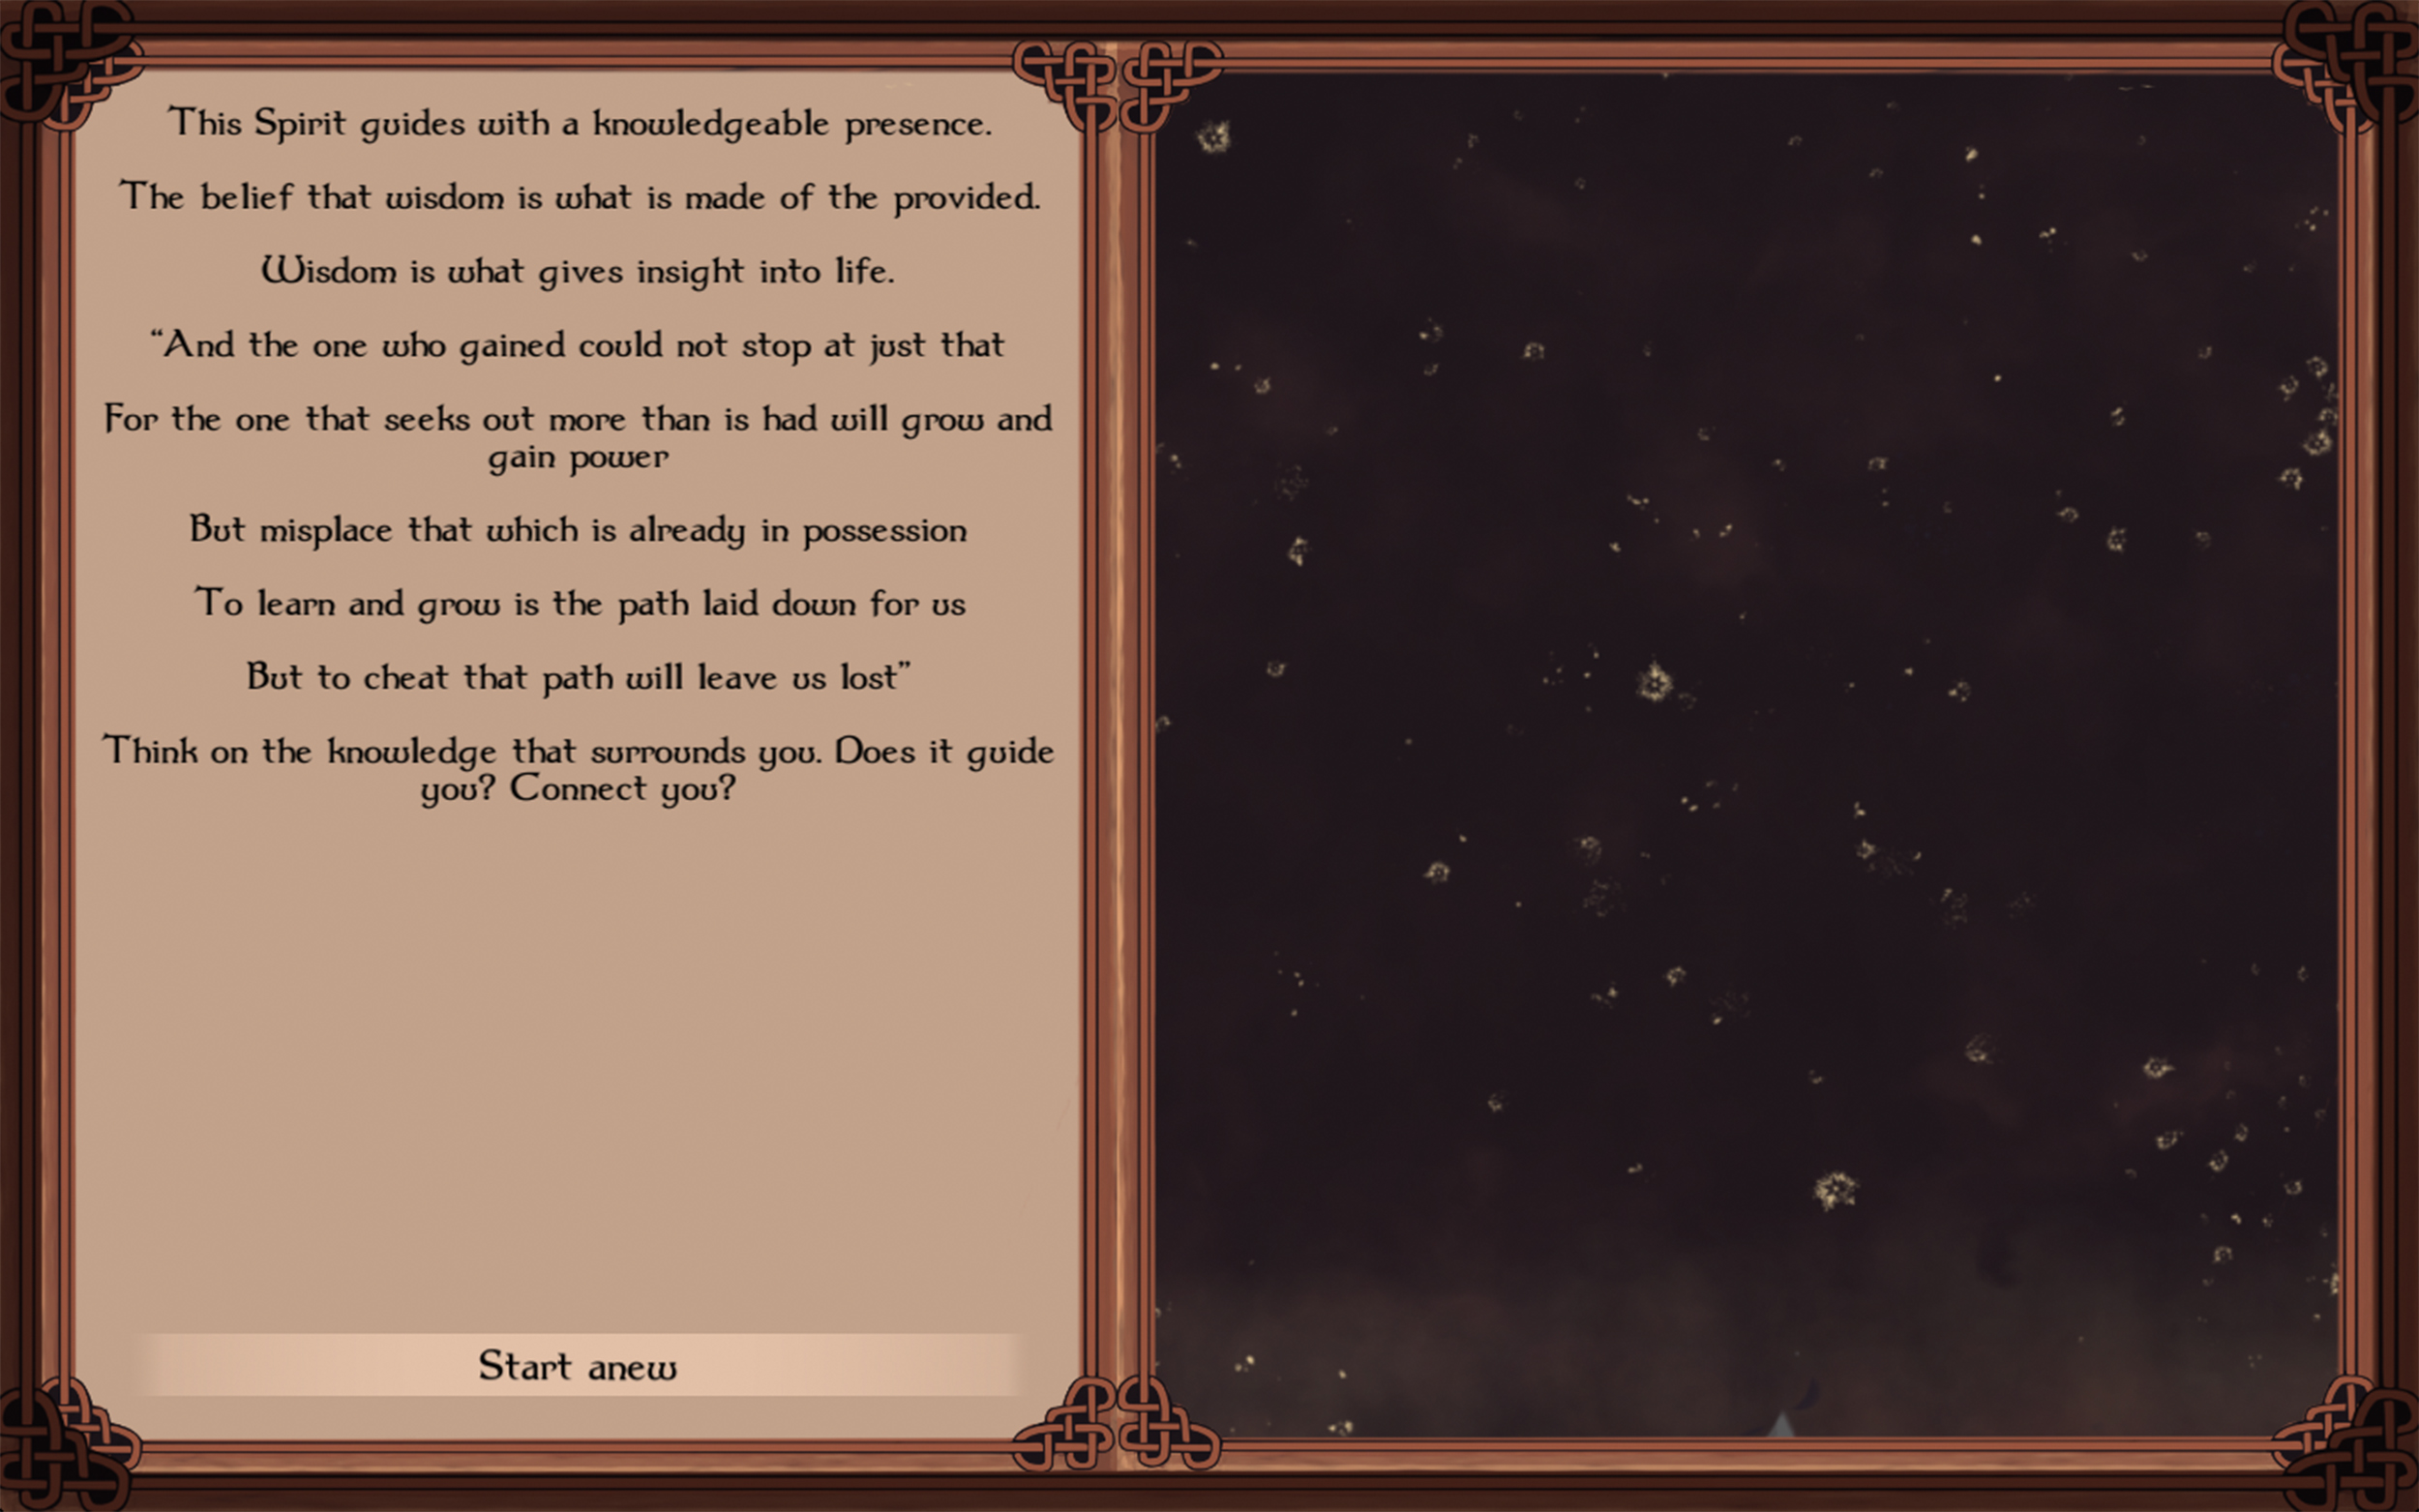 This Spirit guides with a knowledgeable presence.
The belief that wisdom is what is made of the provided.
Wisdom is what gives insight into life.
“And the one who gained could not stop at just that
For the one that seeks out more than is had will grow and
gain power
But misplace that which is already in possession
To learn and grow is the path laid down for us
But to cheat that path will leave us lost”
Think on the knowledge that surrounds you. Does it guide
you? Connect you?
Start anew